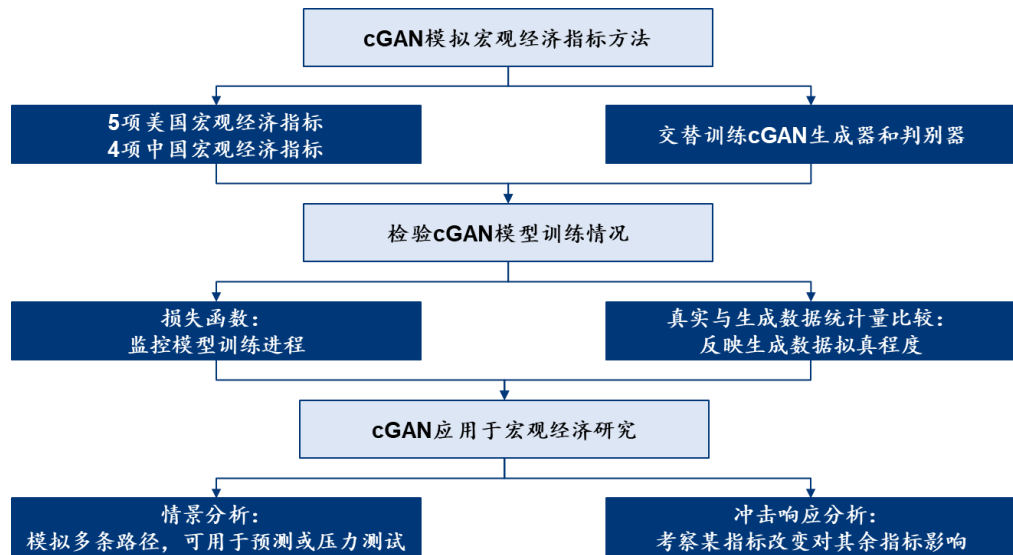 cGAN模拟宏观经济指标方法
5项美国宏观经济指标
4项中国宏观经济指标
交替训练cGAN生成器和判别器
检验cGAN模型训练情况
损失函数：
监控模型训练进程
真实与生成数据统计量比较：
反映生成数据拟真程度
cGAN应用于宏观经济研究
情景分析：
模拟多条路径，可用于预测或压力测试
冲击响应分析：
考察某指标改变对其余指标影响